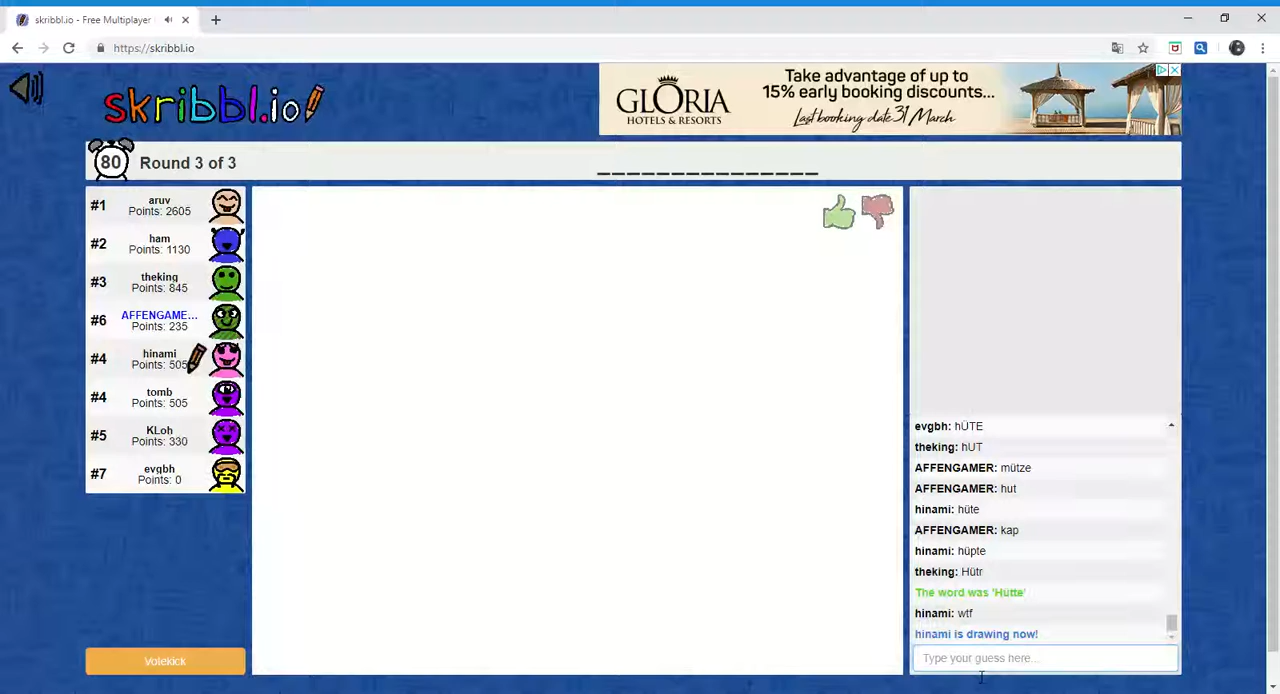 skribbl.io - Free Multiplayer
https://skribbl.io
skribbl.io
GLORIA
HOTELS & RESORTS
Take advantage of up to
15% early booking discounts...
Last booking date 31 March
80
Round 3 of 3
_______________
#1 aruv
Points: 2605
#2 ham
Points: 1130
#3 theking
Points: 845
#6 AFFENGAME...
Points: 235
#4 hinami
Points: 505
#4 tomb
Points: 505
#5 KLoh
Points: 330
#7 evgbh
Points: 0
Votekick
evgbh: hÜTE
theking: hUT
AFFENGAMER: mütze
AFFENGAMER: hut
hinami: hüte
AFFENGAMER: kap
hinami: hüpte
theking: Hütr
The word was 'Hütte'
hinami: wtf
hinami is drawing now!
Type your guess here...